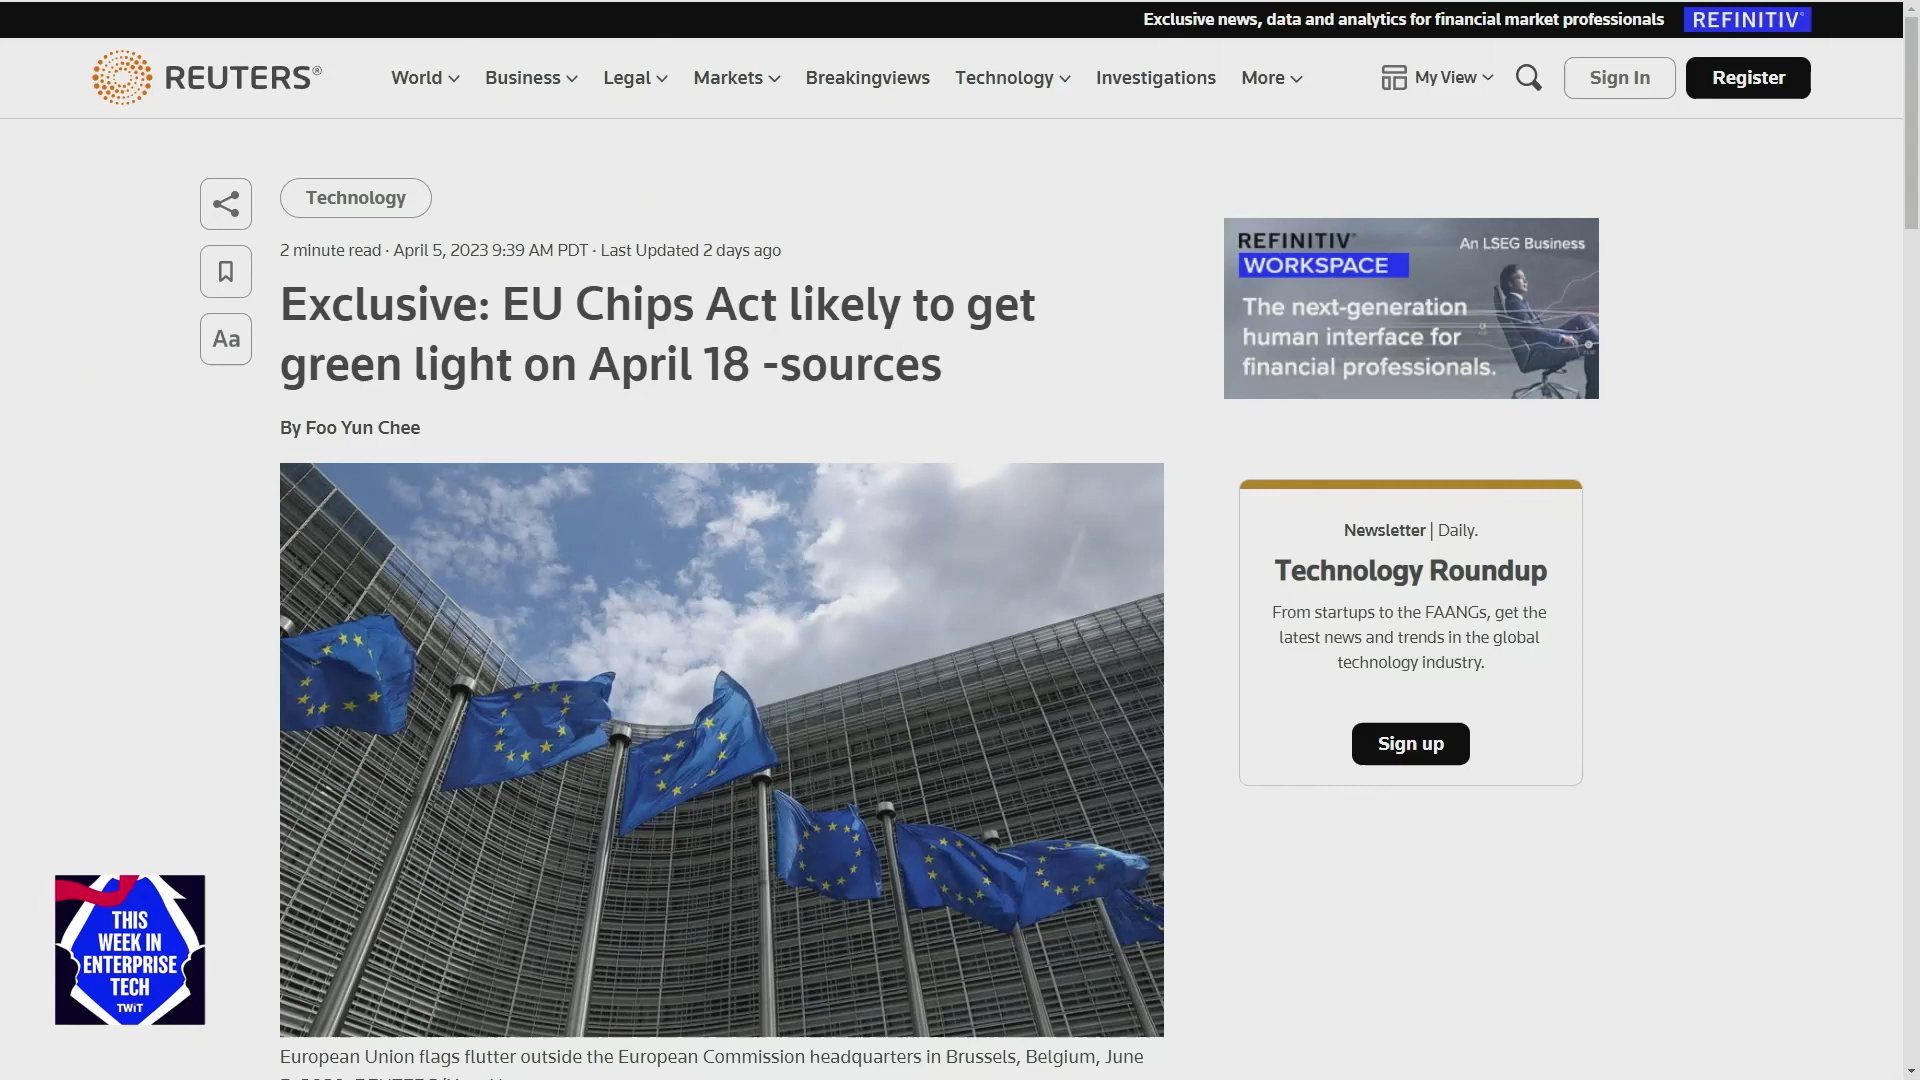 Exclusive news, data and analytics for financial market professionals REFINITIV
REUTERS® World Business Legal Markets Breakingviews Technology Investigations More My View Sign In Register
Technology
2 minute read · April 5, 2023 9:39 AM PDT · Last Updated 2 days ago
Aa
Exclusive: EU Chips Act likely to get
green light on April 18 -sources
By Foo Yun Chee
REFINITIV An LSEG Business
WORKSPACE
The next-generation
human interface for
financial professionals.
Newsletter | Daily.
Technology Roundup
From startups to the FAANGs, get the
latest news and trends in the global
technology industry.
Sign up
THIS
WEEK IN
ENTERPRISE
TECH
TWiT
European Union flags flutter outside the European Commission headquarters in Brussels, Belgium, June